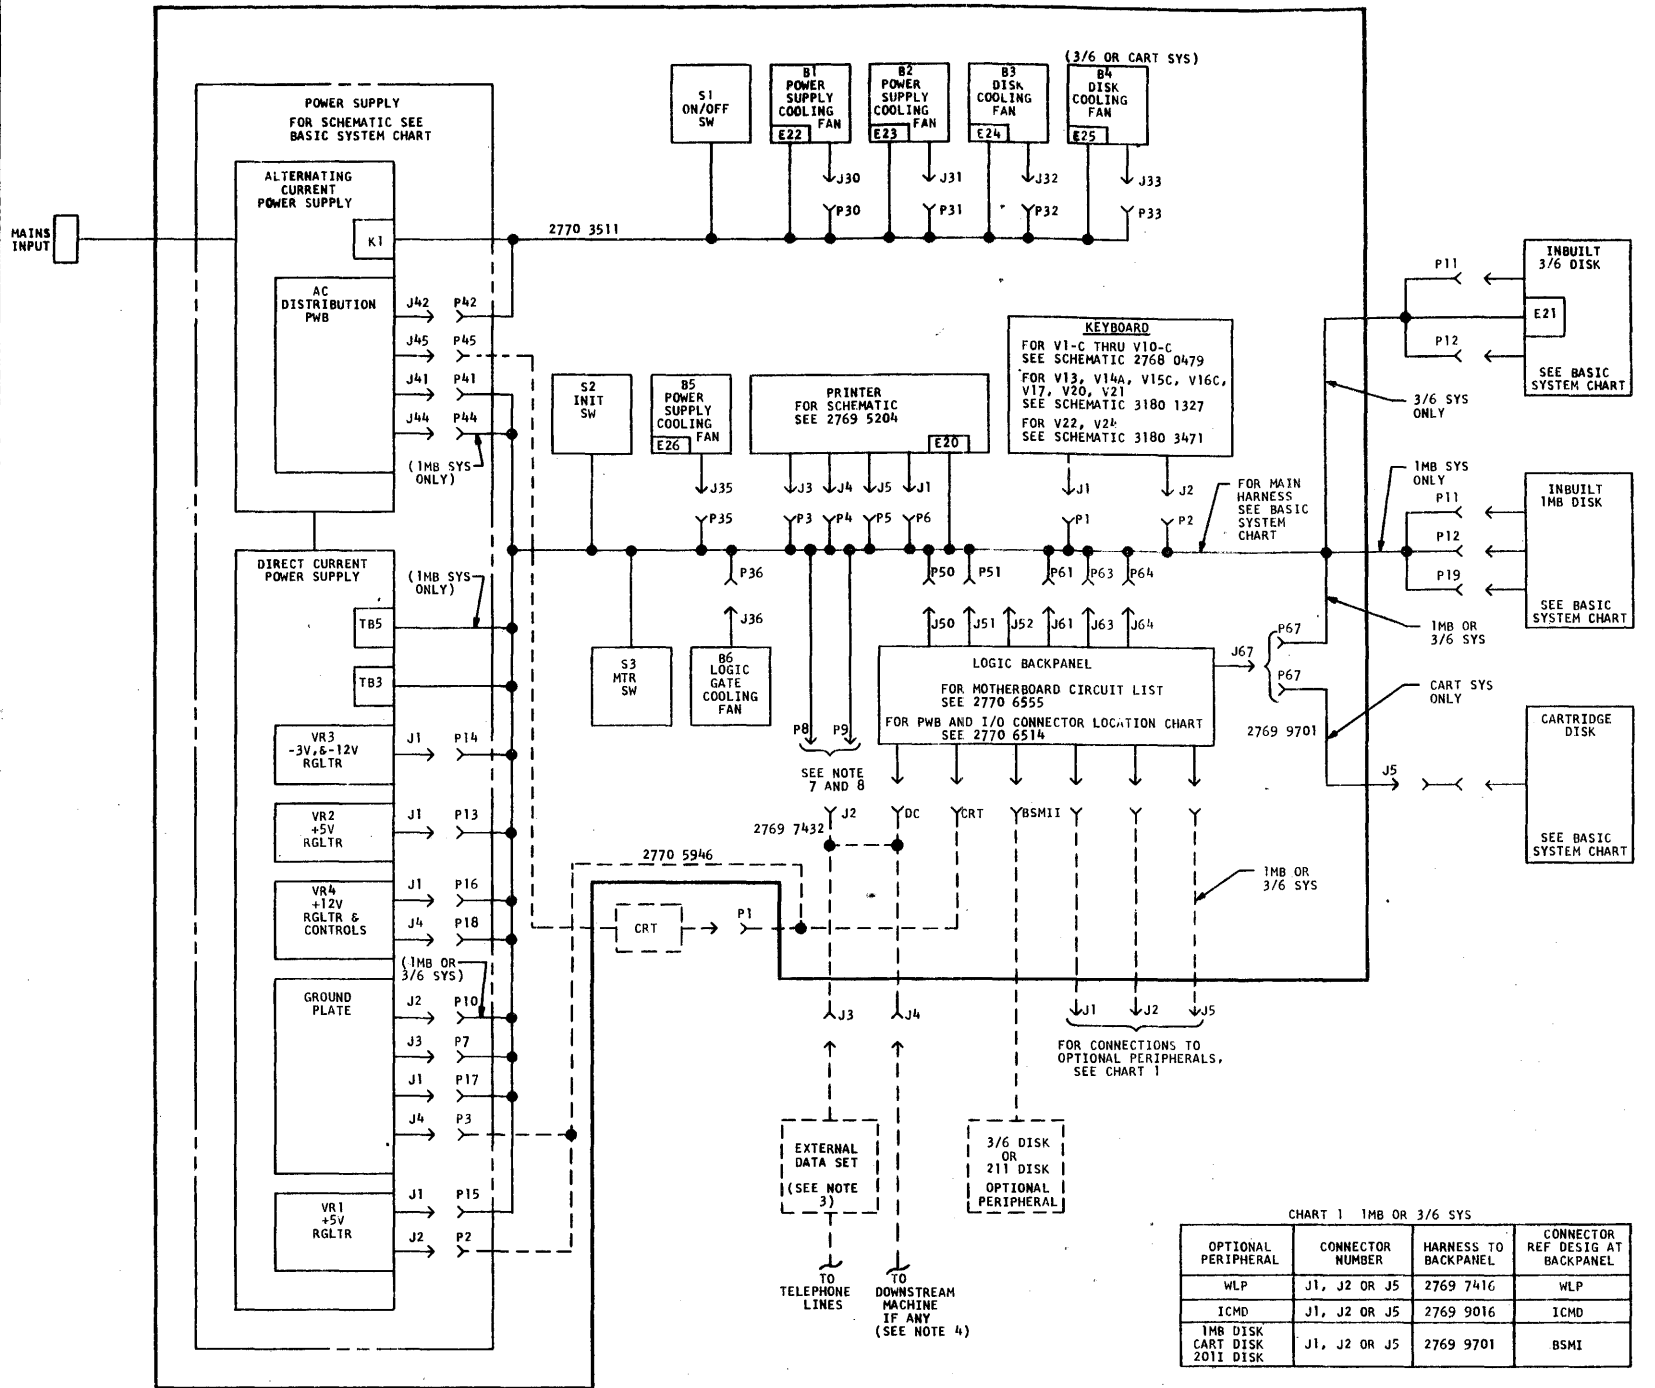 (3/6 OR CART SYS)
POWER SUPPLY
FOR SCHEMATIC SEE
BASIC SYSTEM CHART
S1
ON/OFF
SW
B1
POWER
SUPPLY
COOLING
FAN
E22
B2
POWER
SUPPLY
COOLING
FAN
E23
B3
DISK
COOLING
FAN
E24
B4
DISK
COOLING
FAN
E25
J30
J31
J32
J33
P30
P31
P32
P33
ALTERNATING
CURRENT
POWER SUPPLY
MAINS
INPUT
K1
2770 3511
AC
DISTRIBUTION
PWB
J42 P42
J45 P45
J41 P41
J44 P44
(1MB SYS
ONLY)
S2
INIT
SW
B5
POWER
SUPPLY
COOLING
FAN
E26
PRINTER
FOR SCHEMATIC
SEE 2769 5204
E20
KEYBOARD
FOR V1-C THRU V10-C
SEE SCHEMATIC 2768 0479
FOR V13, V14A, V15C, V16C,
V17, V20, V21
SEE SCHEMATIC 3180 1327
FOR V22, V24
SEE SCHEMATIC 3180 3471
P11
P12
INBUILT
3/6 DISK
E21
SEE BASIC
SYSTEM CHART
3/6 SYS
ONLY
J35
J3
J4
J5
J1
J1
J2
P35
P3
P4
P5
P6
P1
P2
FOR MAIN
HARNESS
SEE BASIC
SYSTEM
CHART
1MB SYS
ONLY
P11
P12
P19
INBUILT
1MB DISK
SEE BASIC
SYSTEM CHART
DIRECT CURRENT
POWER SUPPLY
(1MB SYS
ONLY)
TB5
TB3
P36
J36
P50
P51
P61
P63
P64
J50
J51
J52
J61
J63
J64
S3
MTR
SW
B6
LOGIC
GATE
COOLING
FAN
LOGIC BACKPANEL
FOR MOTHERBOARD CIRCUIT LIST
SEE 2770 6555
FOR PWB AND I/O CONNECTOR LOCATION CHART
SEE 2770 6514
J67
P67
P67
1MB OR
3/6 SYS
CART SYS
ONLY
2769 9701
CARTRIDGE
DISK
SEE BASIC
SYSTEM CHART
J5
VR3
-3V,&-12V
RGLTR
J1 P14
P8
P9
SEE NOTE
7 AND 8
VR2
+5V
RGLTR
J1 P13
J2
DC
CRT
BSMII
2769 7432
2770 5946
VR4
+12V
RGLTR &
CONTROLS
J1 P16
J4 P18
CRT
P1
1MB OR
3/6 SYS
(1MB OR
3/6 SYS)
GROUND
PLATE
J2 P10
J3 P7
J1 P17
J4 P3
J3
J4
J1
J2
J5
FOR CONNECTIONS TO
OPTIONAL PERIPHERALS,
SEE CHART 1
EXTERNAL
DATA SET
(SEE NOTE
3)
3/6 DISK
OR
211 DISK
OPTIONAL
PERIPHERAL
VR1
+5V
RGLTR
J1 P15
J2 P2
TO
TELEPHONE
LINES
TO
DOWNSTREAM
MACHINE
IF ANY
(SEE NOTE 4)
CHART 1 1MB OR 3/6 SYS
OPTIONAL
PERIPHERAL
CONNECTOR
NUMBER
HARNESS TO
BACKPANEL
CONNECTOR
REF DESIG AT
BACKPANEL
WLP J1, J2 OR J5 2769 7416 WLP
ICMD J1, J2 OR J5 2769 9016 ICMD
1MB DISK
CART DISK
201I DISK
J1, J2 OR J5 2769 9701 BSMI